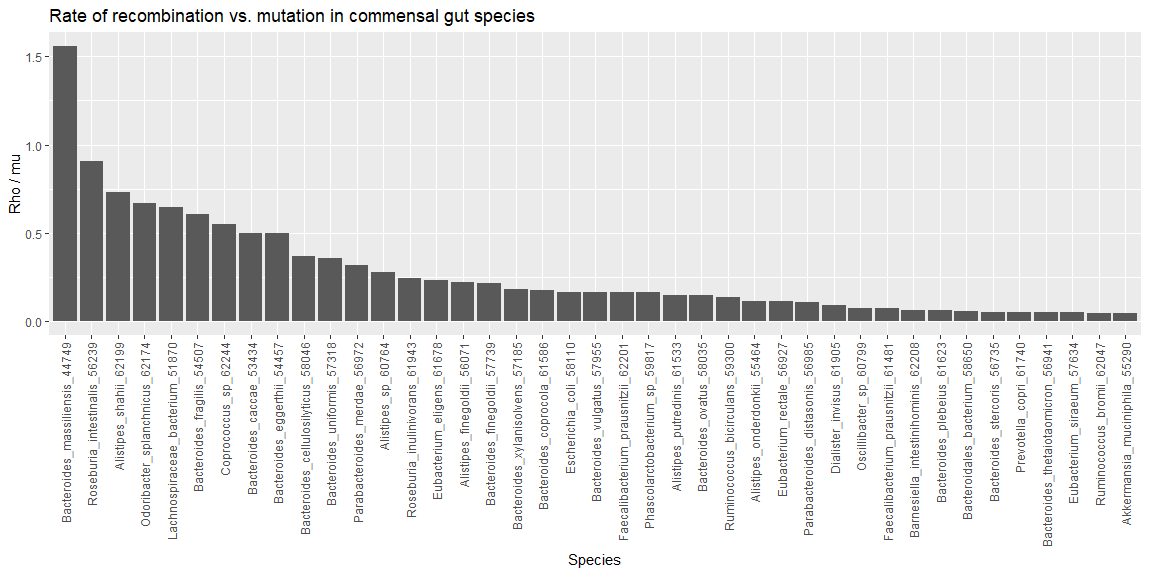 Rate of recombination vs. mutation in commensal gut species
Rho / mu
1.5
1.0
0.5
0.0
Bacteroides_massiliensis_44749
Roseburia_intestinalis_56239
Alistipes_shahii_62199
Odoribacter_splanchnicus_62174
Lachnospiraceae_bacterium_51870
Bacteroides_fragilis_54507
Coprococcus_sp_62244
Bacteroides_caccae_53434
Bacteroides_eggerthii_54457
Bacteroides_cellulosilyticus_58046
Bacteroides_uniformis_57318
Parabacteroides_merdae_56972
Alistipes_sp_60764
Roseburia_inulinivorans_61943
Eubacterium_eligens_61678
Alistipes_finegoldii_56071
Bacteroides_finegoldii_57739
Bacteroides_xylanisolvens_57185
Bacteroides_coprocola_61586
Escherichia_coli_58110
Bacteroides_vulgatus_57955
Faecalibacterium_prausnitzii_62201
Phascolarctobacterium_sp_59817
Alistipes_putredinis_61533
Bacteroides_ovatus_58035
Ruminococcus_bicirculans_59300
Alistipes_onderdonkii_55464
Eubacterium_rectale_56927
Parabacteroides_distasonis_56985
Dialister_invisus_61905
Oscillibacter_sp_60799
Faecalibacterium_prausnitzii_61481
Barnesiella_intestinihominis_62208
Bacteroides_plebeius_61623
Bacteroidales_bacterium_58650
Bacteroides_stercoris_56735
Prevotella_copri_61740
Bacteroides_thetaiotaomicron_56941
Eubacterium_siraeum_57634
Ruminococcus_bromii_62047
Akkermansia_muciniphila_55290
Species